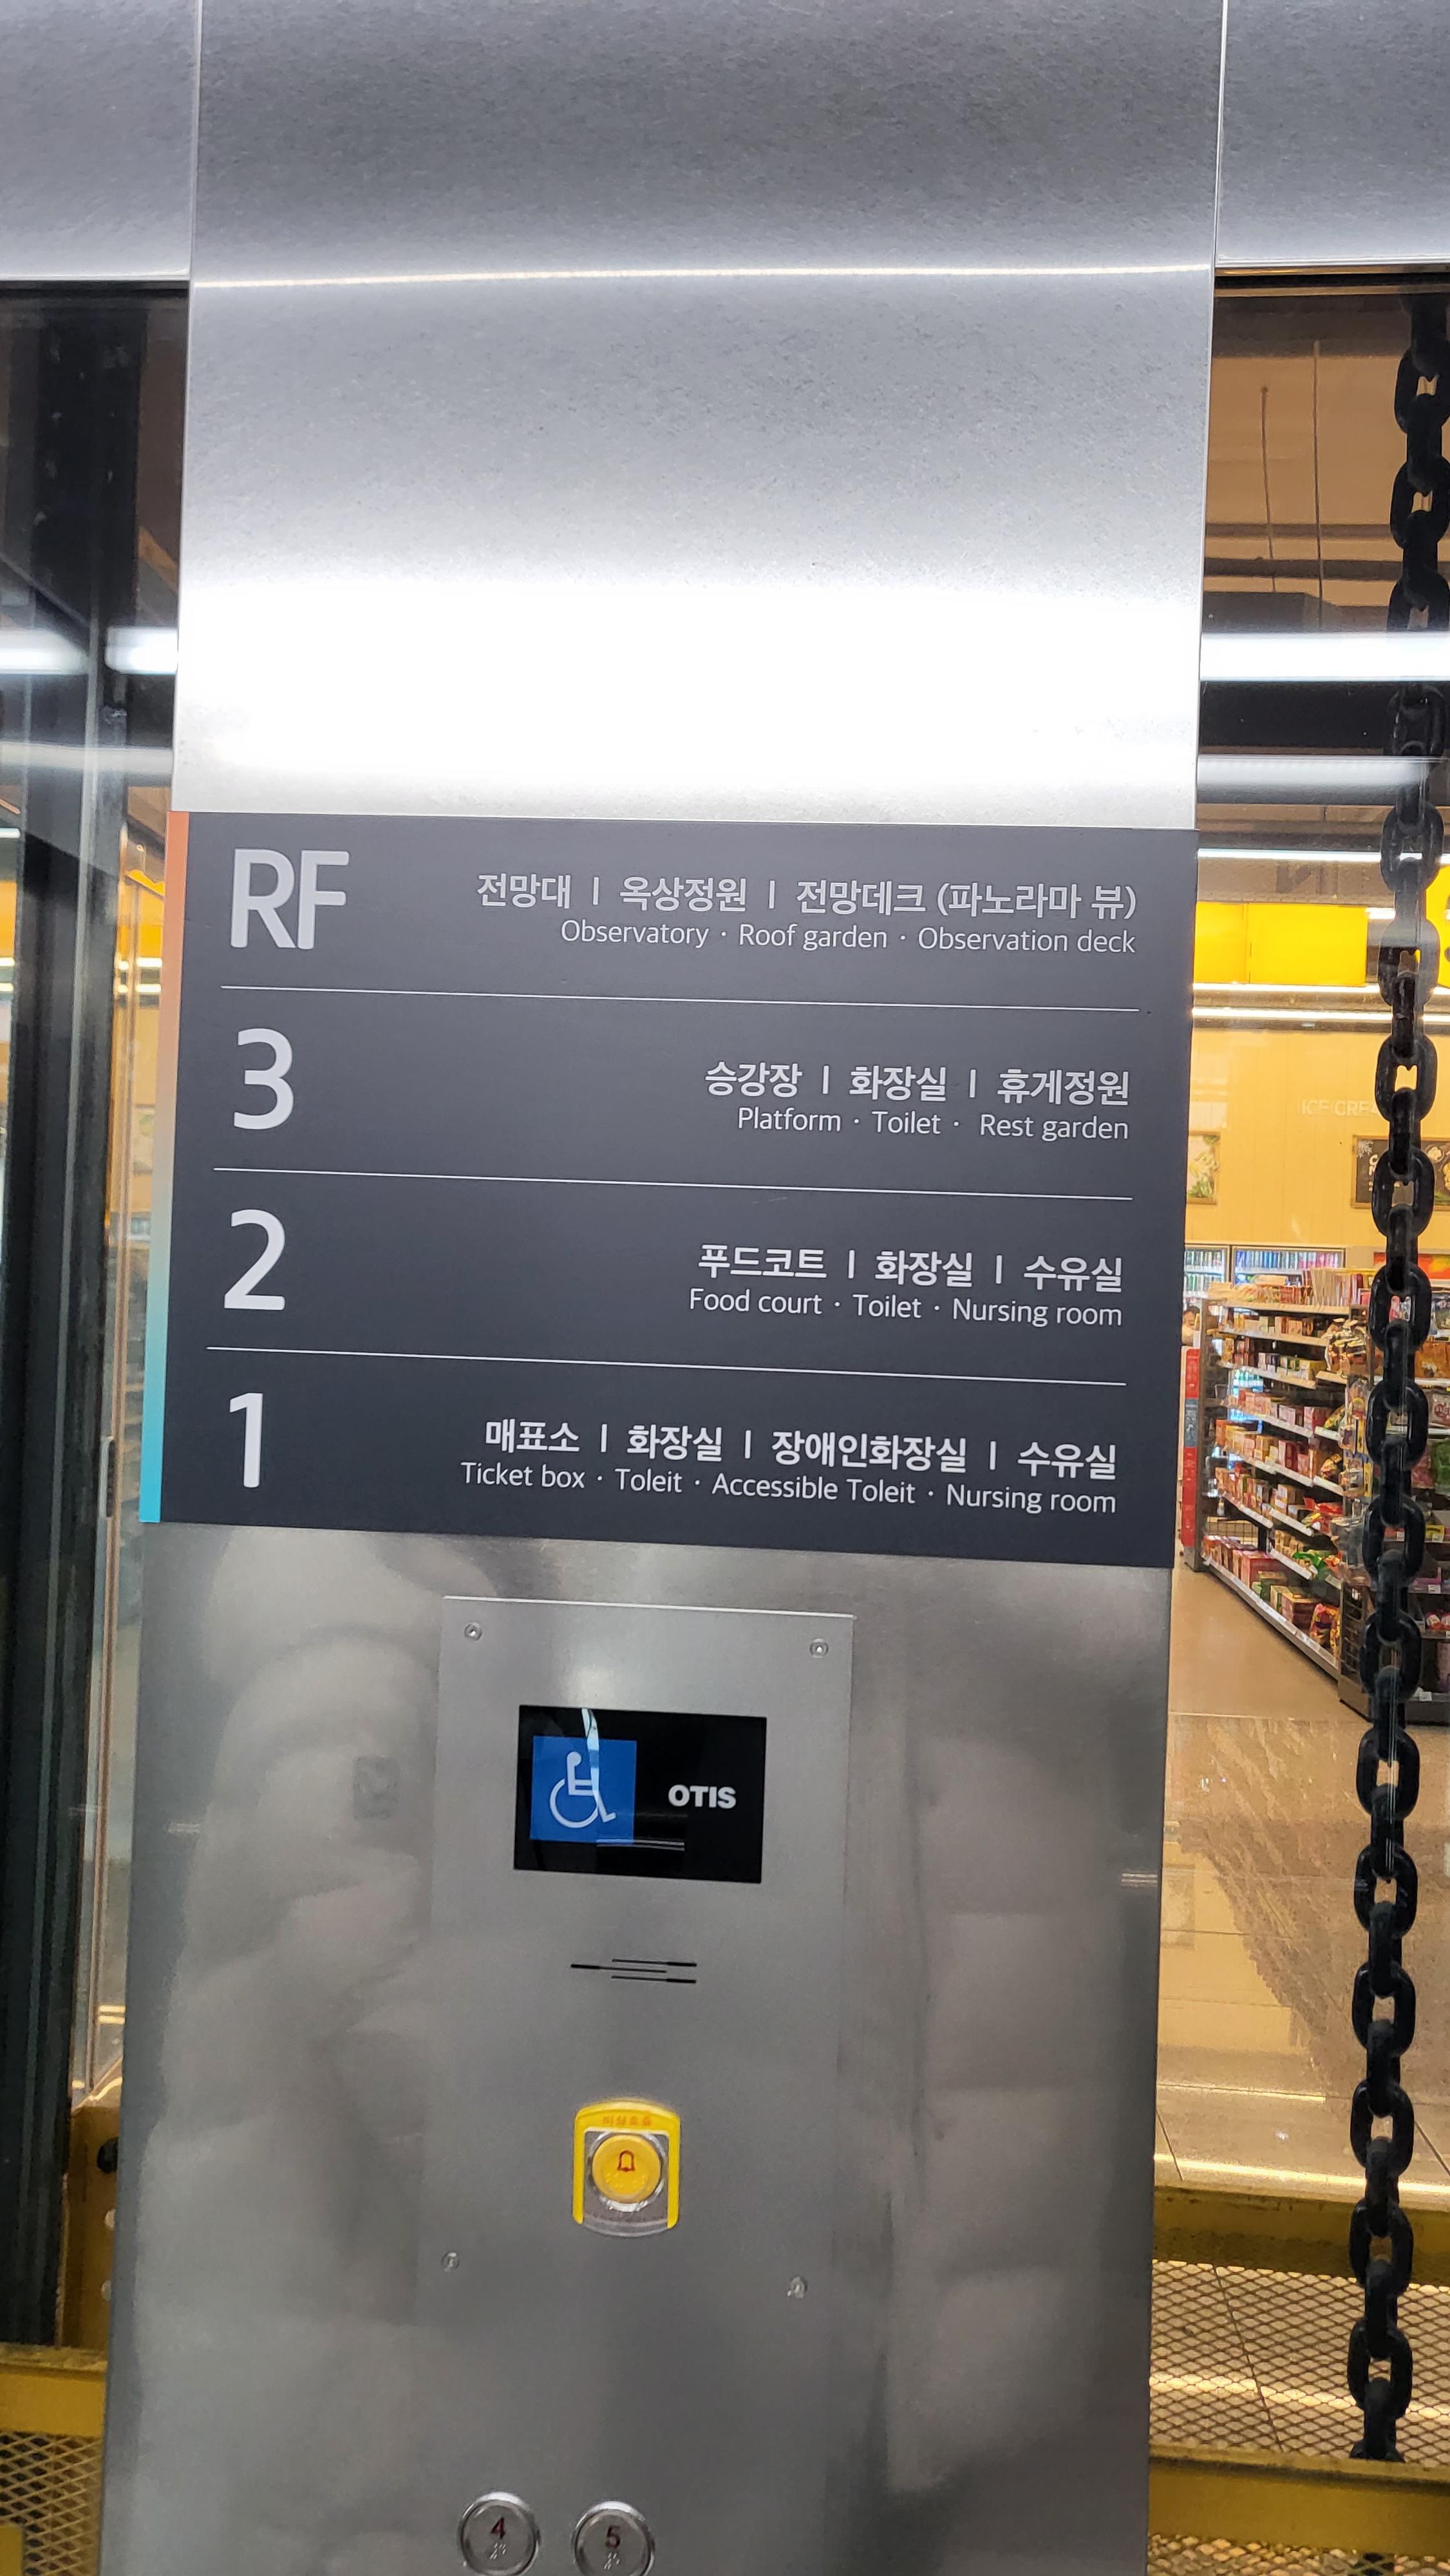 RF
전망대 | 옥상정원 | 전망데크 (파노라마 뷰)
Observatory · Roof garden · Observation deck
3
승강장 | 화장실 | 휴게정원
Platform · Toilet · Rest garden
2
푸드코트 | 화장실 | 수유실
Food court · Toilet · Nursing room
1
매표소 | 화장실 | 장애인화장실 | 수유실
Ticket box · Toleit · Accessible Toleit · Nursing room
OTIS
비상호출
4
5